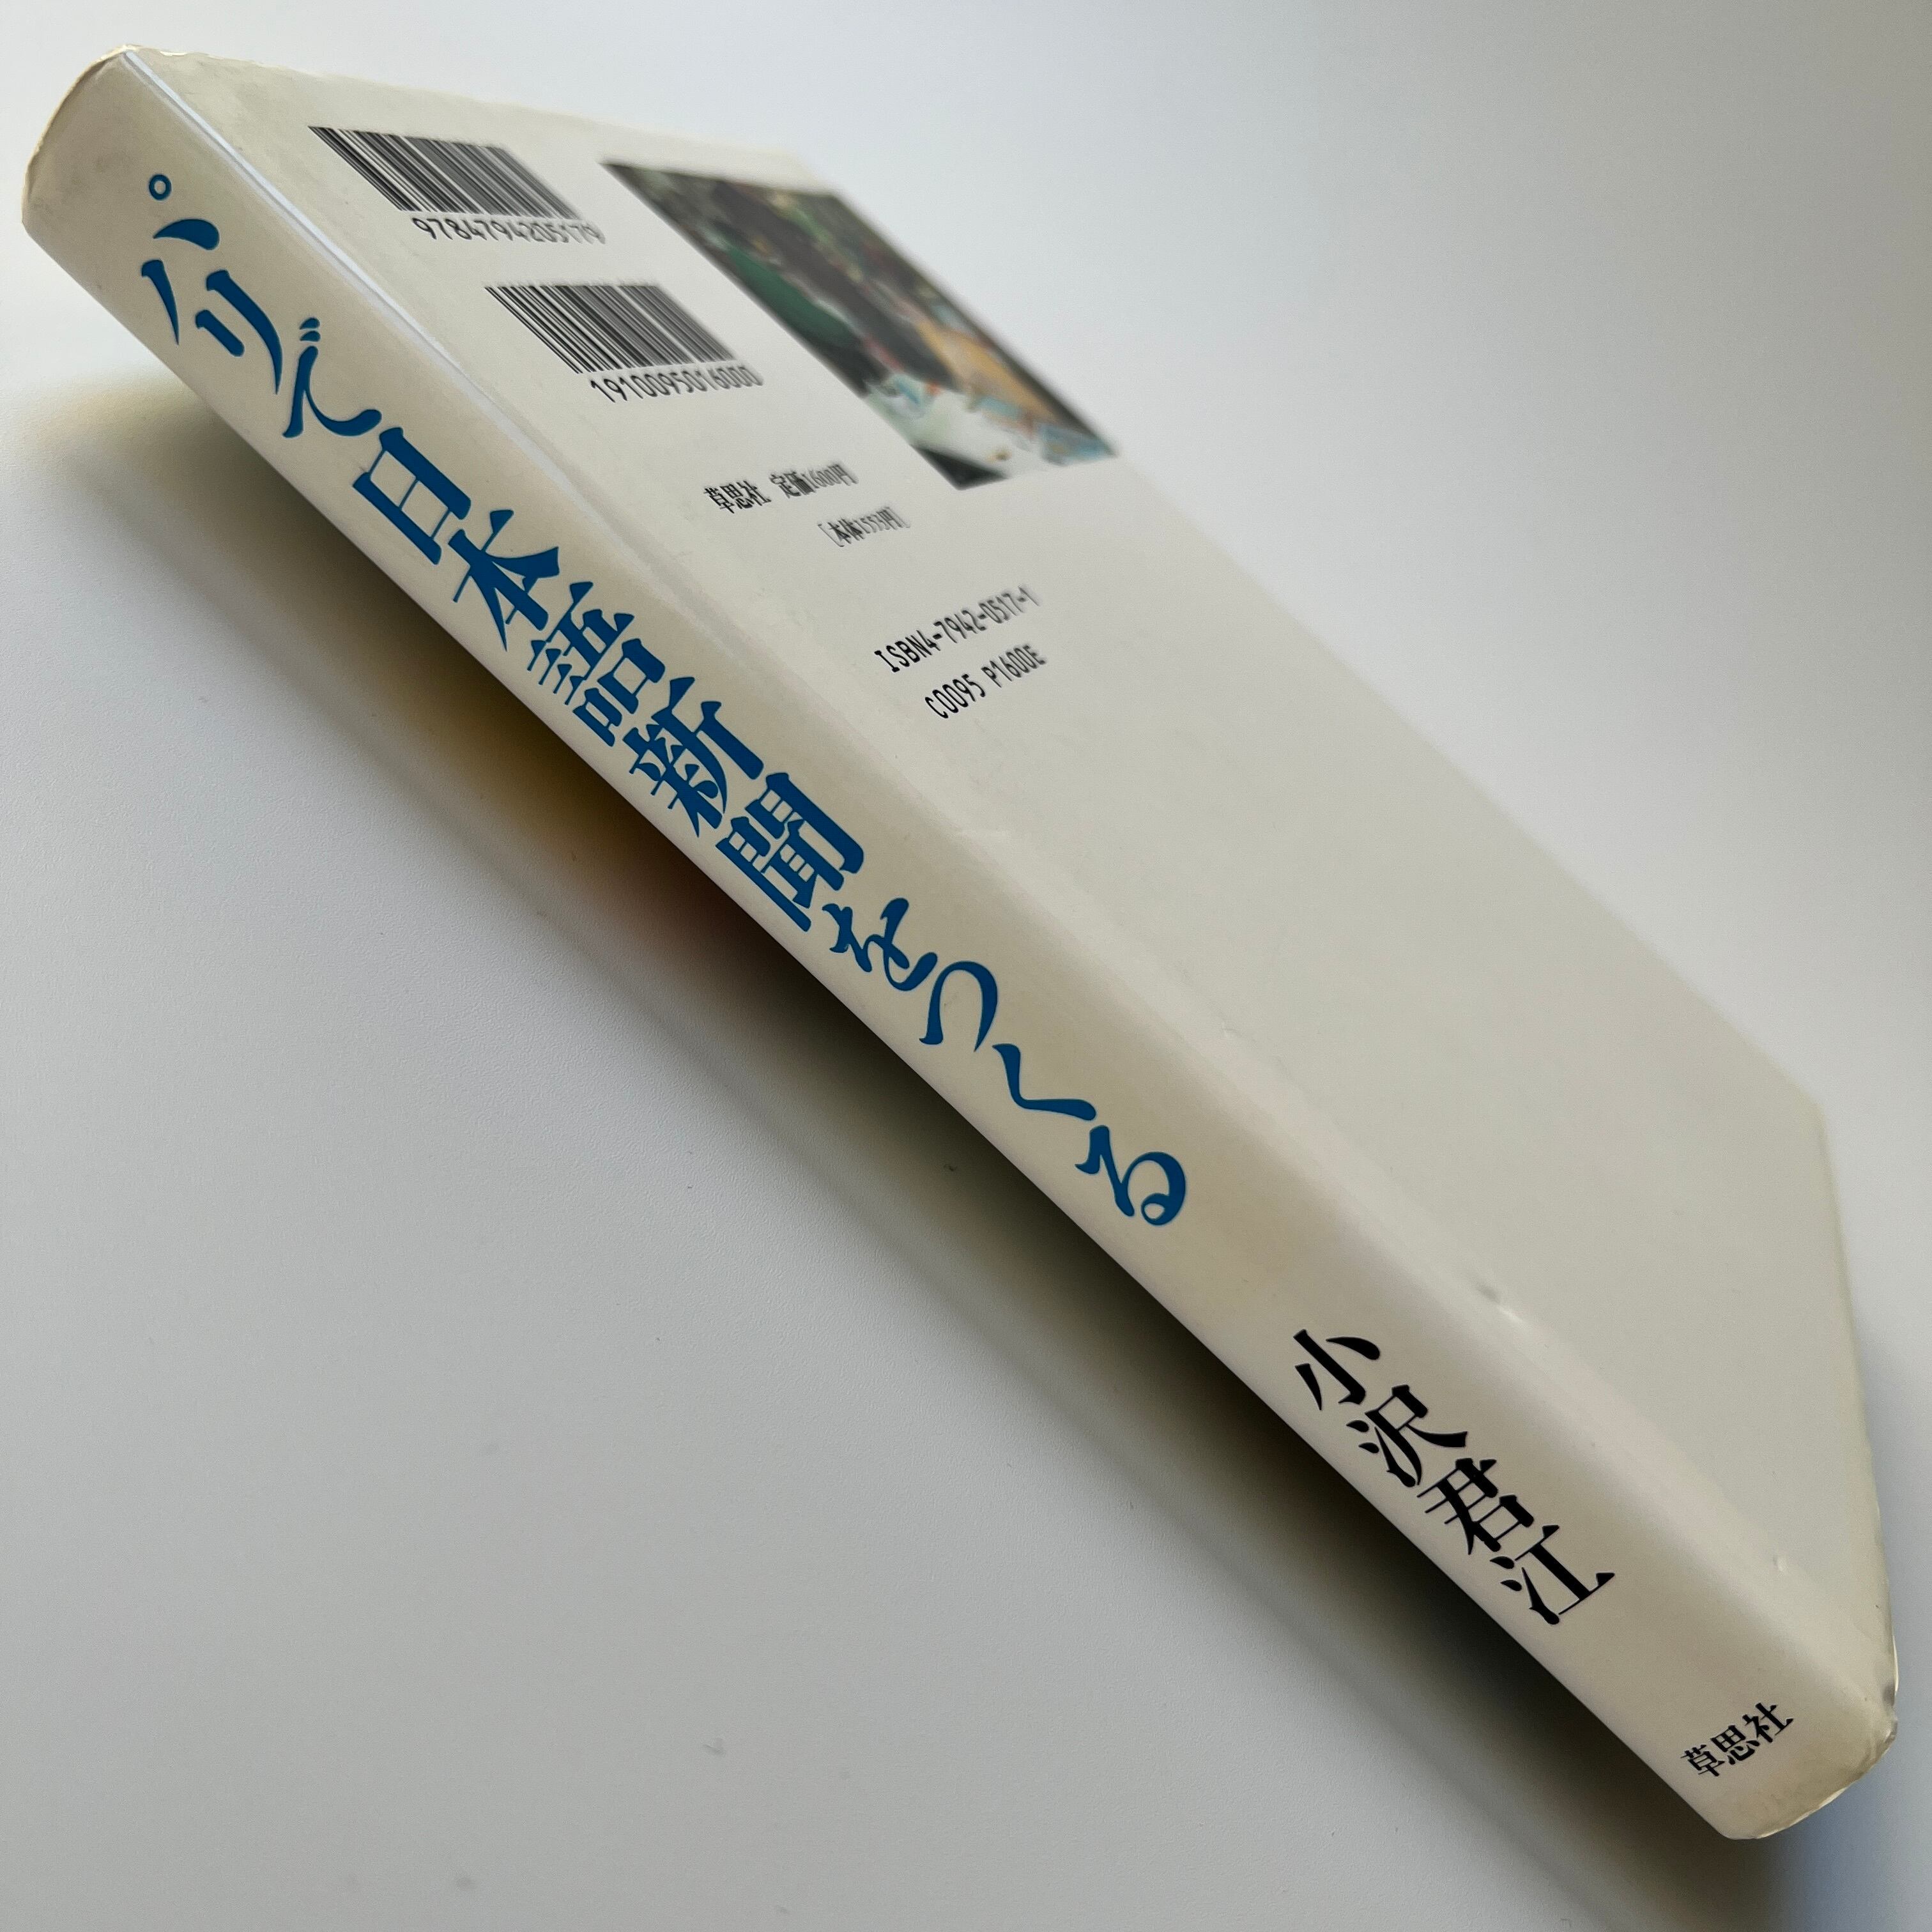 パリで日本語新聞をつくる
小沢君江
草思社
9784794205179
1910095016000
草思社 定価1600円
[本体1553円]
ISBN4-7942-0517-1
C0095 P1600E